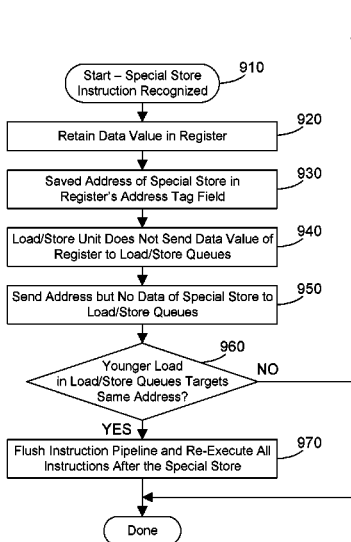 Start – Special Store
Instruction Recognized
910
Retain Data Value in Register
920
Saved Address of Special Store in
Register's Address Tag Field
930
Load/Store Unit Does Not Send Data Value of
Register to Load/Store Queues
940
Send Address but No Data of Special Store to
Load/Store Queues
950
Younger Load
in Load/Store Queues Targets
Same Address?
960
NO
YES
Flush Instruction Pipeline and Re-Execute All
Instructions After the Special Store
970
Done